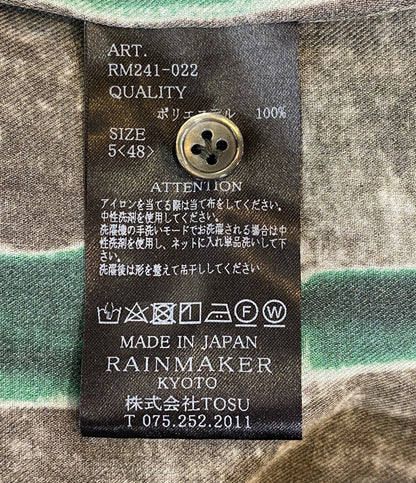 ART.
RM241-022
QUALITY
ポリエステル 100%
SIZE
5<48>
ATTENTION
アイロンを当てる際は当て布をしてください。
中性洗剤を使用してください。
洗濯機の手洗いモードでお洗濯される場合は中
性洗剤を使用し、ネットに入れ単品洗いして下
さい。
洗濯後は形を整えて吊干ししてください。
F W
MADE IN JAPAN
RAINMAKER
KYOTO
株式会社TOSU
T 075.252.2011